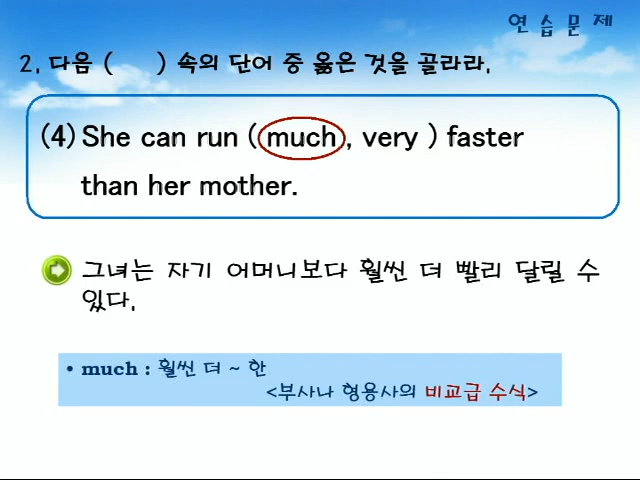 연 습 문 제
2. 다음 (     ) 속의 단어 중 옳은 것을 골라라.
(4) She can run ( much , very ) faster
than her mother.
그녀는 자기 어머니보다 훨씬 더 빨리 달릴 수
있다.
• much : 훨씬 더 ~ 한
<부사나 형용사의 비교급 수식>